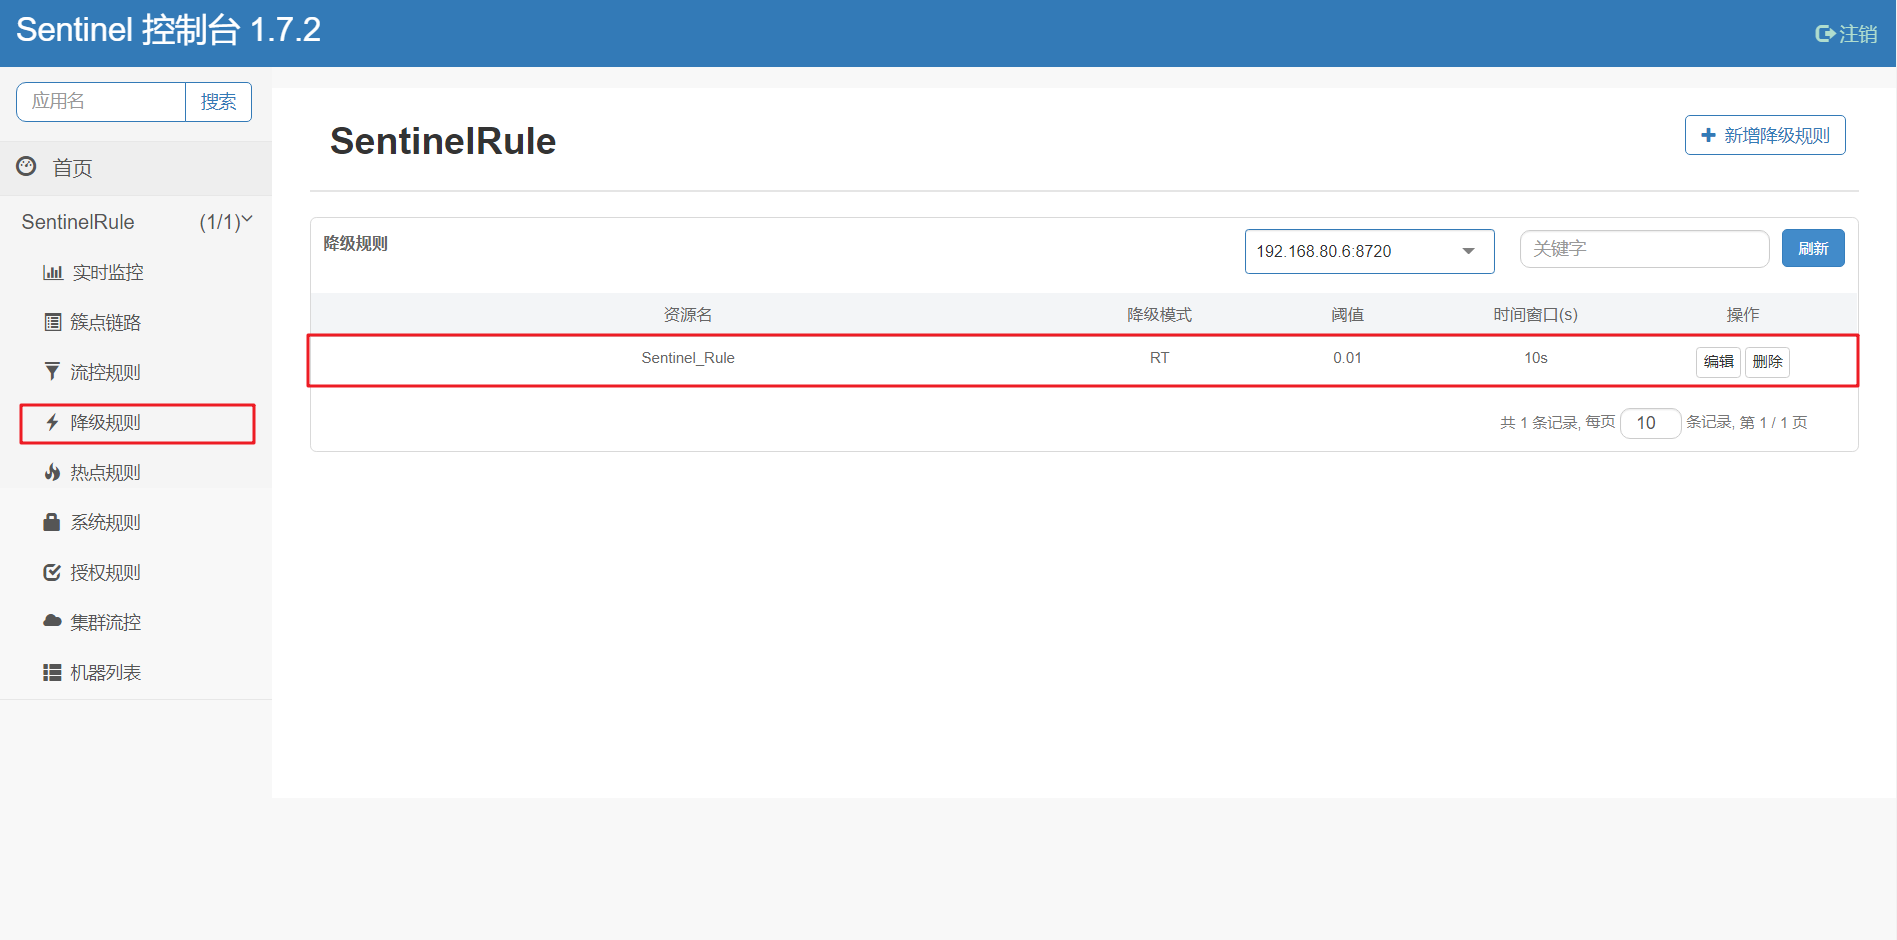 Sentinel 控制台 1.7.2
注销
应用名 搜索
首页
SentinelRule (1/1)
实时监控
簇点链路
流控规则
降级规则
热点规则
系统规则
授权规则
集群流控
机器列表
SentinelRule
新增降级规则
降级规则 192.168.80.6:8720 关键字 刷新
资源名 降级模式 阈值 时间窗口(s) 操作
Sentinel_Rule RT 0.01 10s 编辑 删除
共 1 条记录, 每页 10 条记录, 第 1 / 1 页